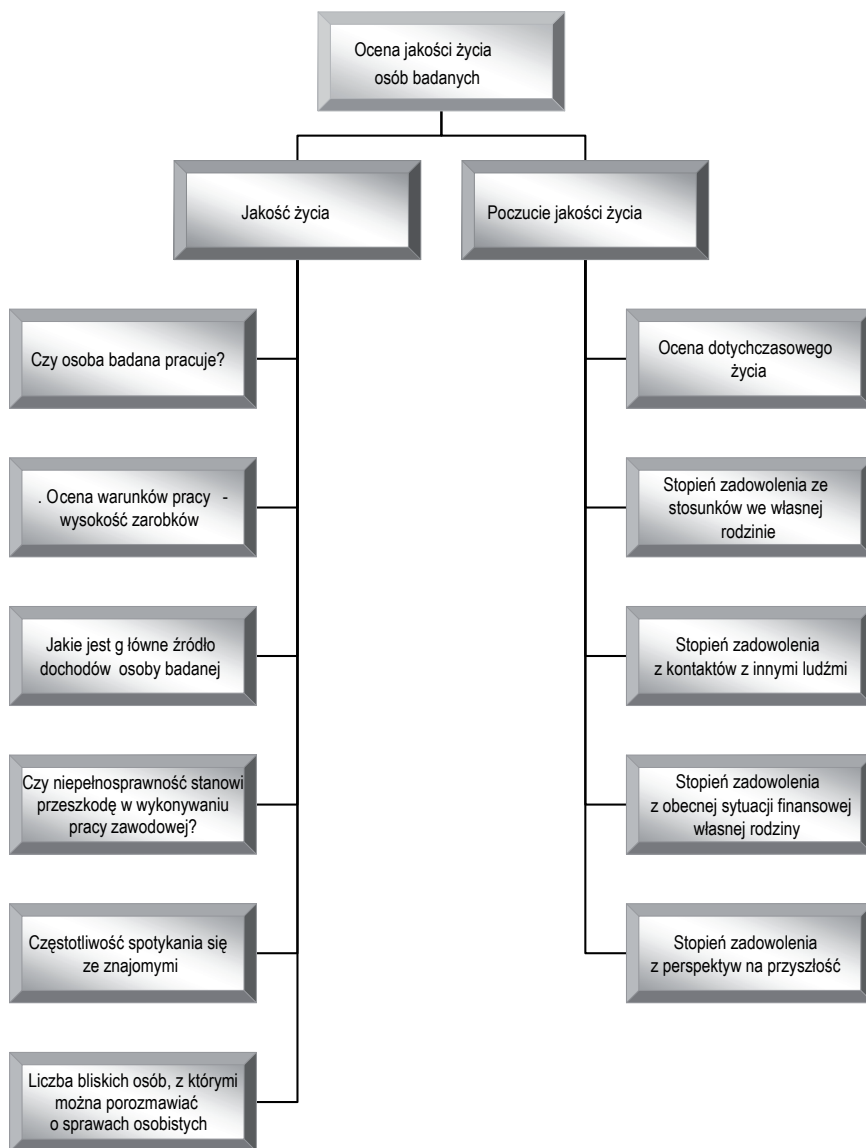 Ocena jakości życia
osób badanych
Jakość życia
Poczucie jakości życia
Czy osoba badana pracuje?
. Ocena warunków pracy -
wysokość zarobków
Jakie jest g łówne źródło
dochodów osoby badanej
Czy niepełnosprawność stanowi
przeszkodę w wykonywaniu
pracy zawodowej?
Częstotliwość spotykania się
ze znajomymi
Liczba bliskich osób, z którymi
można porozmawiać
o sprawach osobistych
Ocena dotychczasowego
życia
Stopień zadowolenia ze
stosunków we własnej
rodzinie
Stopień zadowolenia
z kontaktów z innymi ludźmi
Stopień zadowolenia
z obecnej sytuacji finansowej
własnej rodziny
Stopień zadowolenia
z perspektyw na przyszłość